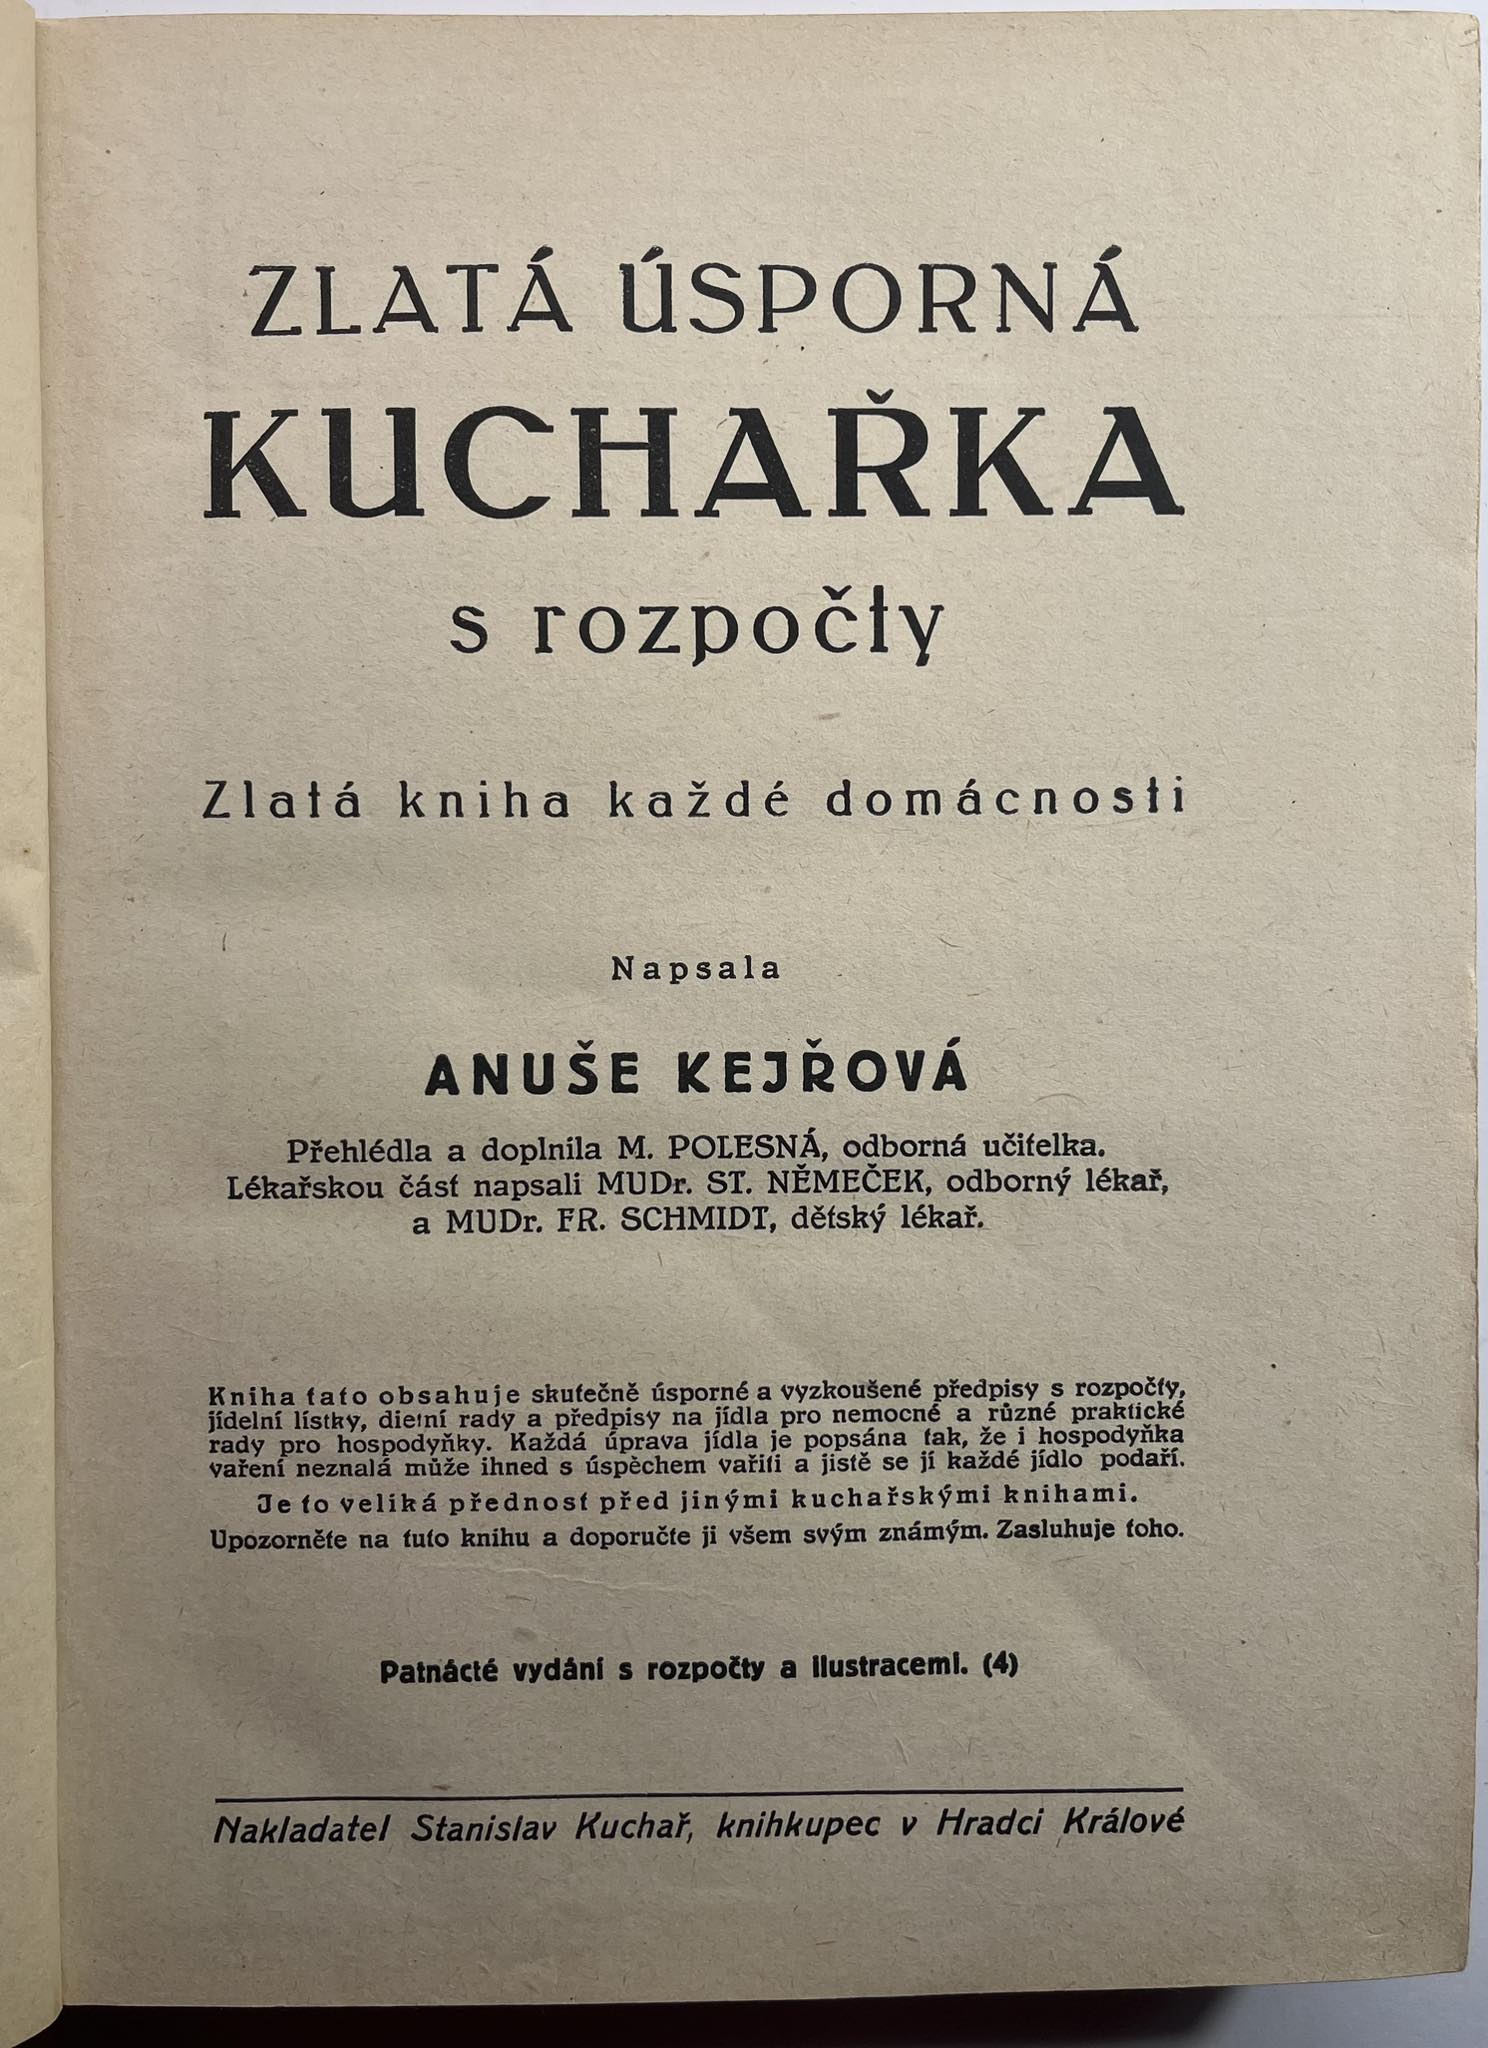 ZLATÁ ÚSPORNÁ
KUCHAŘKA
s rozpočty
Zlatá kniha každé domácnosti
Napsala
ANUŠE KEJŘOVÁ
Přehlédla a doplnila M. POLESNÁ, odborná učitelka.
Lékařskou část napsali MUDr. ST. NĚMEČEK, odborný lékař,
a MUDr. FR. SCHMIDT, dětský lékař.
Kniha tato obsahuje skutečně úsporné a vyzkoušené předpisy s rozpočty,
jídelní lístky, dietní rady a předpisy na jídla pro nemocné a různé praktické
rady pro hospodyňky. Každá úprava jídla je popsána tak, že i hospodyňka
vaření neznalá může ihned s úspěchem vařiti a jistě se jí každé jídlo podaří.
Je to veliká přednost před jinými kuchařskými knihami.
Upozorněte na tuto knihu a doporučte ji všem svým známým. Zasluhuje toho.
Patnácté vydání s rozpočty a ilustracemi. (4)
Nakladatel Stanislav Kuchař, knihkupec v Hradci Králové